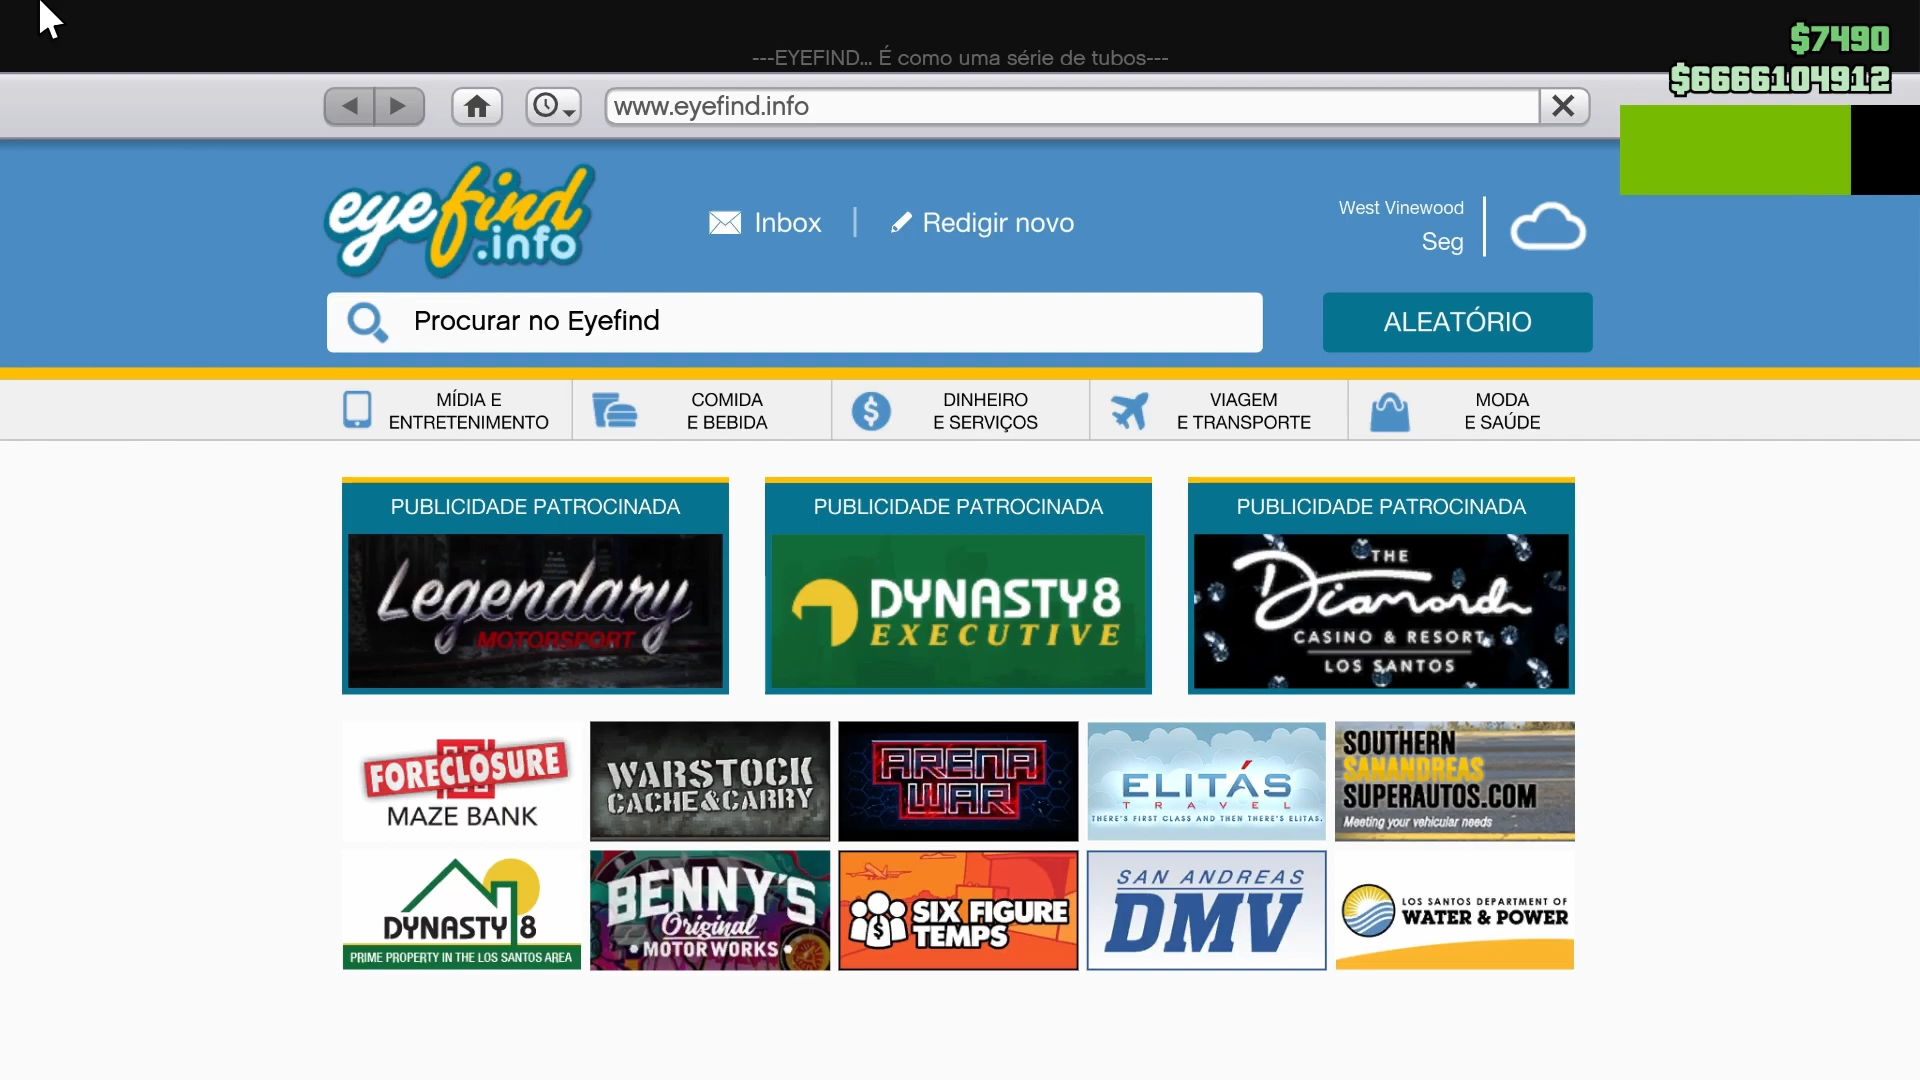 $7490
---EYEFIND... É como uma série de tubos---
$6666104912
www.eyefind.info
eyefind
.info
Inbox
Redigir novo
West Vinewood
Seg
Procurar no Eyefind
ALEATÓRIO
MÍDIA E
ENTRETENIMENTO
COMIDA
E BEBIDA
DINHEIRO
E SERVIÇOS
VIAGEM
E TRANSPORTE
MODA
E SAÚDE
PUBLICIDADE PATROCINADA
Legendary
MOTORSPORT
PUBLICIDADE PATROCINADA
DYNASTY 8
EXECUTIVE
PUBLICIDADE PATROCINADA
THE
Diamond
CASINO & RESORT
LOS SANTOS
FORECLOSURE
MAZE BANK
WARSTOCK
CACHE&CARRY
ARENA
WAR
ELITÁS
TRAVEL
THERE'S FIRST CLASS AND THEN THERE'S ELITAS.
SOUTHERN
SANANDREAS
SUPERAUTOS.COM
Meeting your vehicular needs
DYNASTY 8
PRIME PROPERTY IN THE LOS SANTOS AREA
BENNY'S
Original
MOTOR WORKS
SIX FIGURE
TEMPS
SAN ANDREAS
DMV
LOS SANTOS DEPARTMENT OF
WATER & POWER